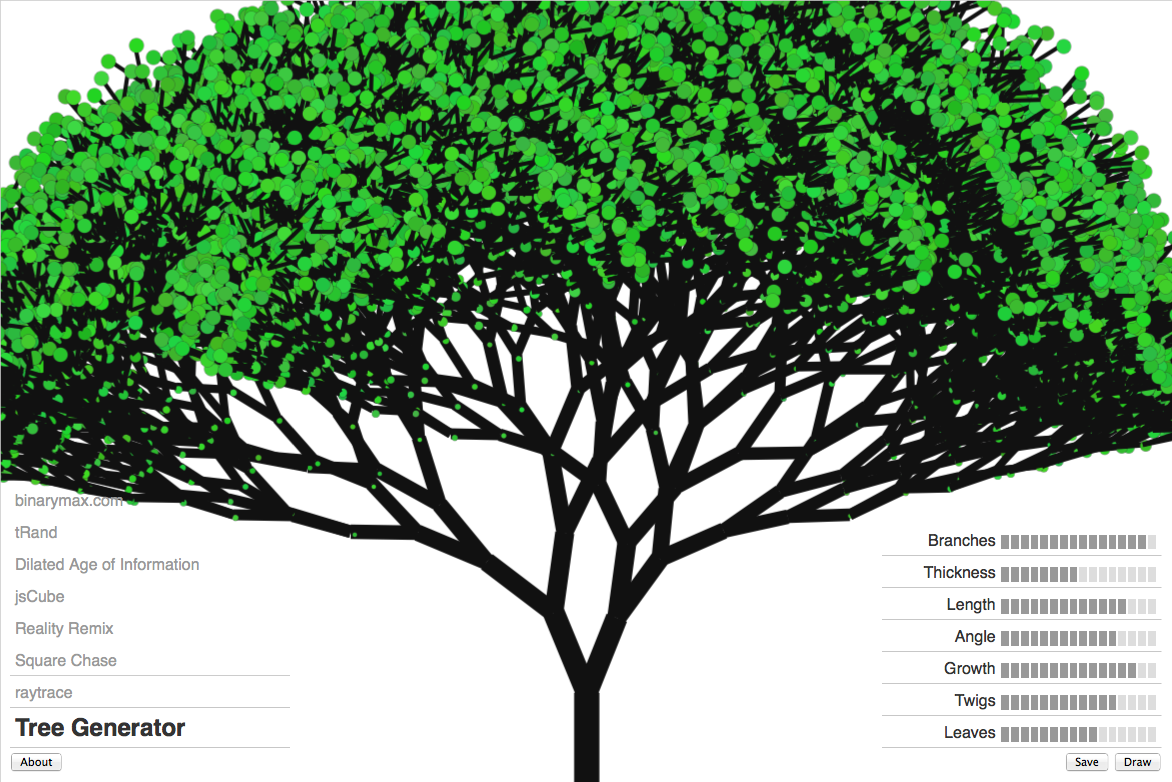 binarymax.com
tRand
Dilated Age of Information
jsCube
Reality Remix
Square Chase
raytrace
Tree Generator
About
Branches
Thickness
Length
Angle
Growth
Twigs
Leaves
Save
Draw